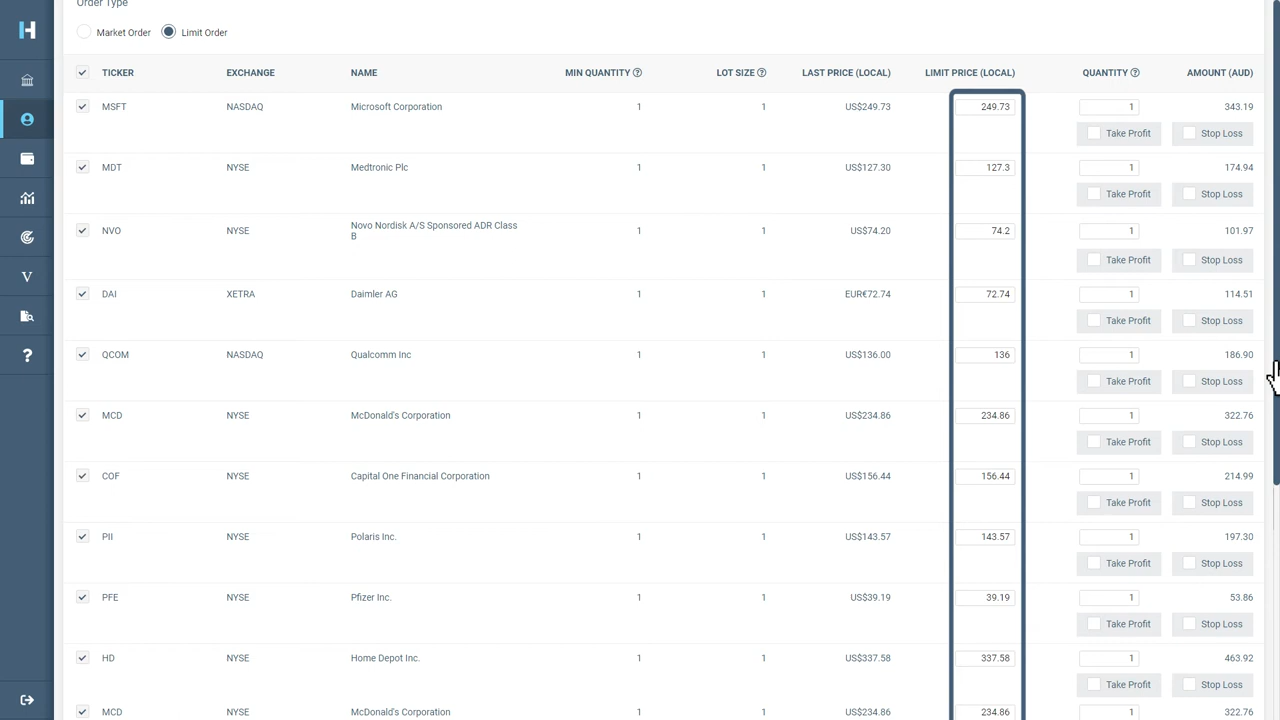 Order Type
Market Order Limit Order
TICKER EXCHANGE NAME MIN QUANTITY ? LOT SIZE ? LAST PRICE (LOCAL) LIMIT PRICE (LOCAL) QUANTITY ? AMOUNT (AUD)
MSFT NASDAQ Microsoft Corporation 1 1 US$249.73 249.73 1 343.19
Take Profit Stop Loss
MDT NYSE Medtronic Plc 1 1 US$127.30 127.3 1 174.94
Take Profit Stop Loss
NVO NYSE Novo Nordisk A/S Sponsored ADR Class
B 1 1 US$74.20 74.2 1 101.97
Take Profit Stop Loss
DAI XETRA Daimler AG 1 1 EUR€72.74 72.74 1 114.51
Take Profit Stop Loss
QCOM NASDAQ Qualcomm Inc 1 1 US$136.00 136 1 186.90
Take Profit Stop Loss
MCD NYSE McDonald's Corporation 1 1 US$234.86 234.86 1 322.76
Take Profit Stop Loss
COF NYSE Capital One Financial Corporation 1 1 US$156.44 156.44 1 214.99
Take Profit Stop Loss
PII NYSE Polaris Inc. 1 1 US$143.57 143.57 1 197.30
Take Profit Stop Loss
PFE NYSE Pfizer Inc. 1 1 US$39.19 39.19 1 53.86
Take Profit Stop Loss
HD NYSE Home Depot Inc. 1 1 US$337.58 337.58 1 463.92
Take Profit Stop Loss
MCD NYSE McDonald's Corporation 1 1 US$234.86 234.86 1 322.76
H
V
?